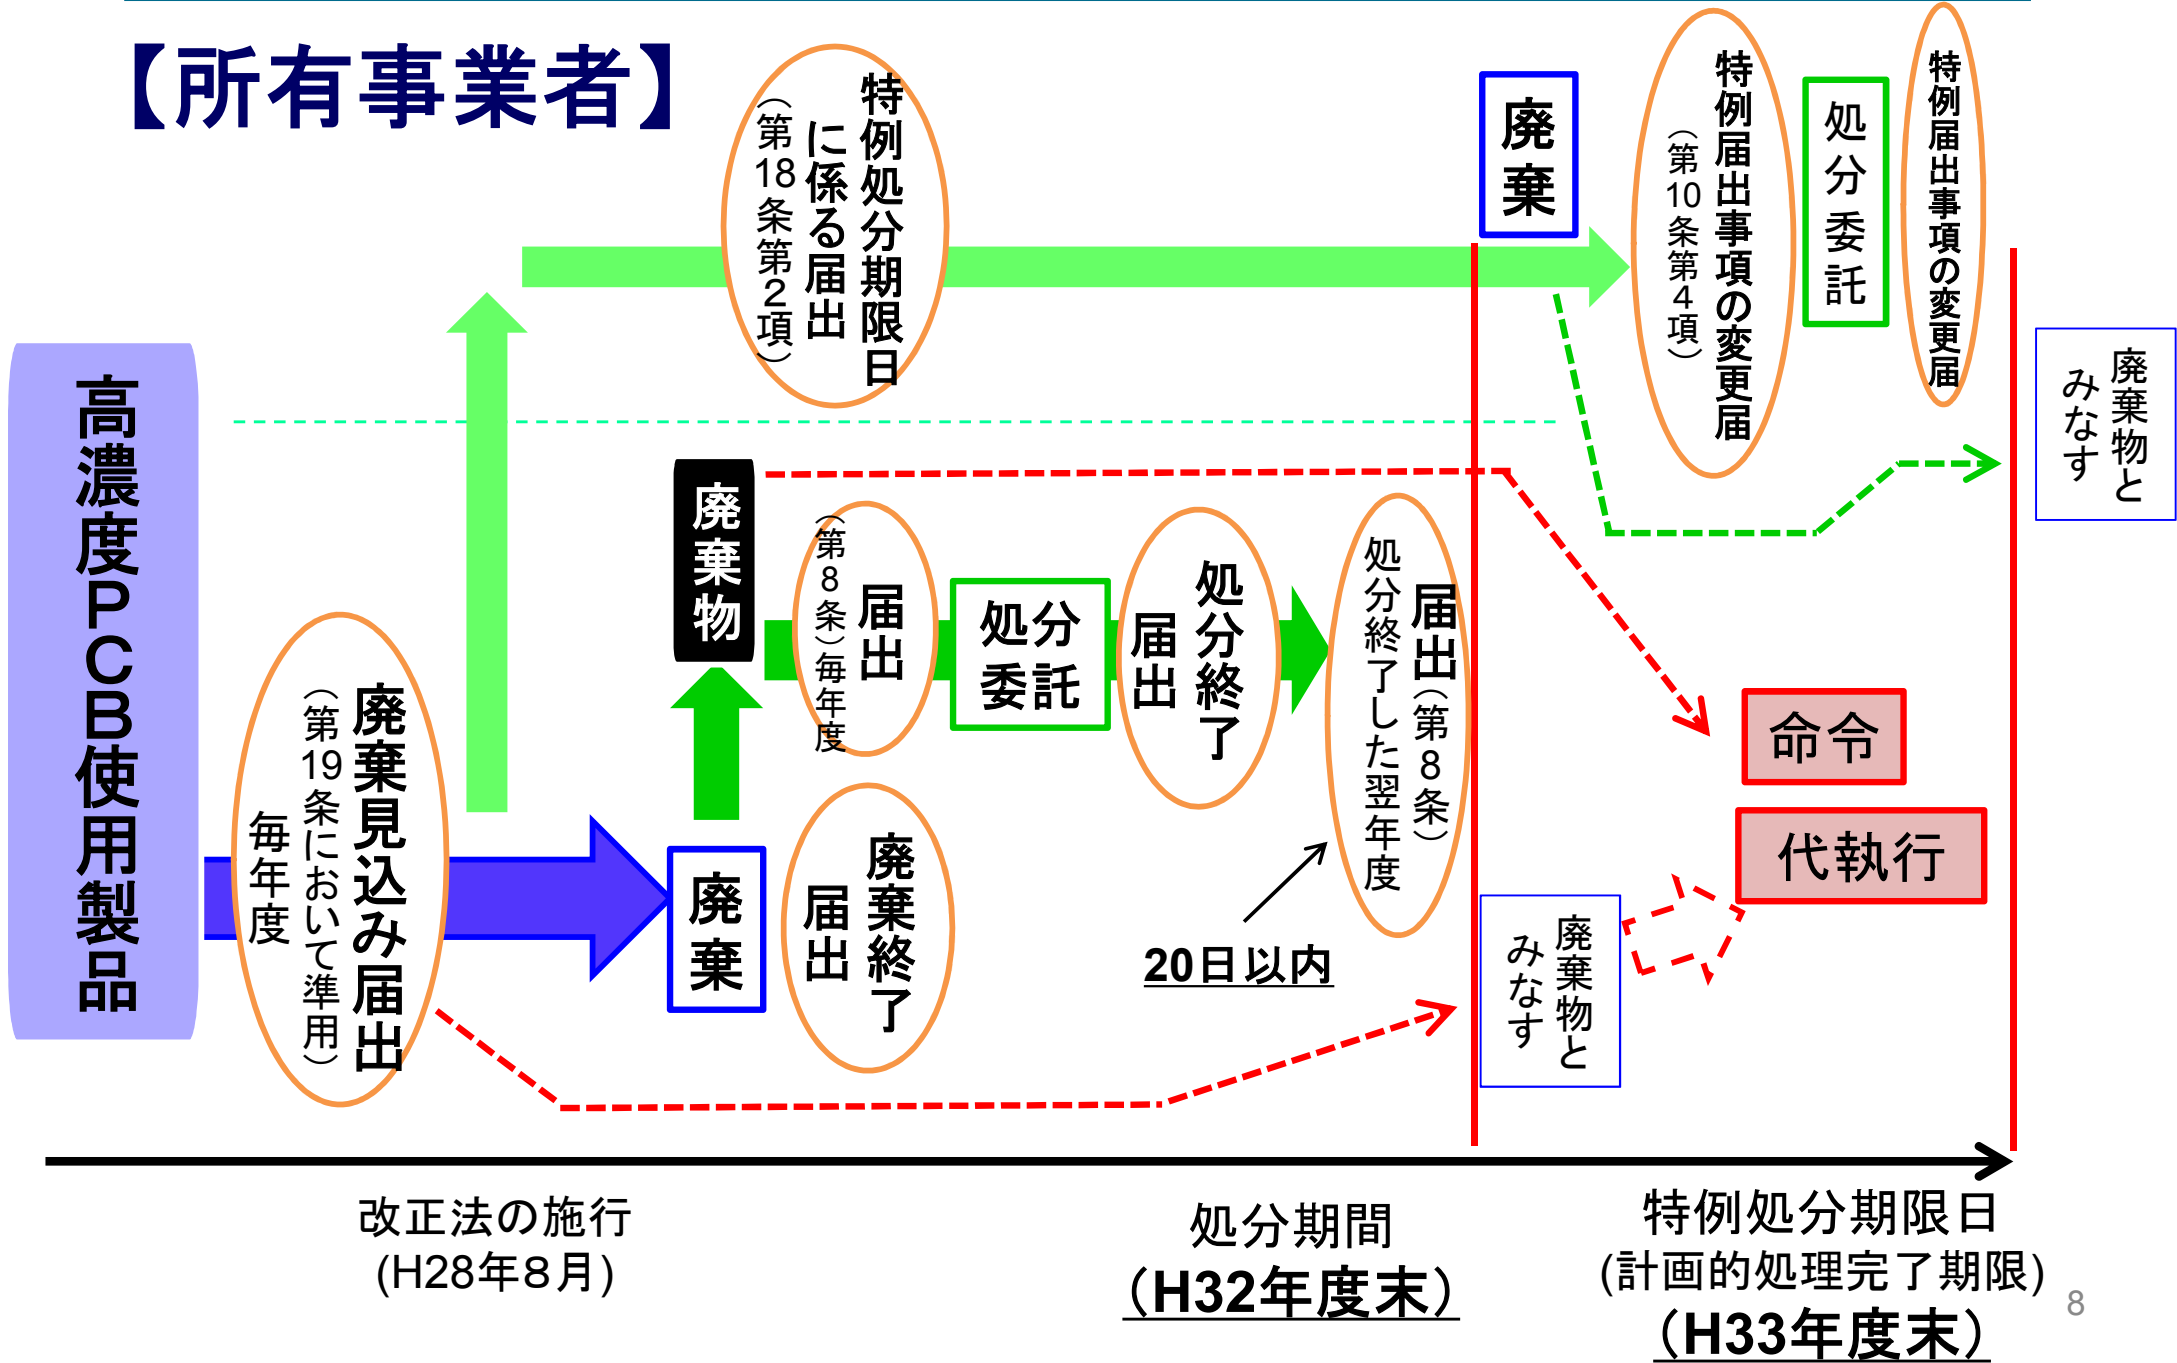 【所有事業者】
特例処分期限日
に係る届出
（第18条第２項）
廃棄
特例届出事項の変更届
（第10条第４項）
処分委託
特例届出事項の変更届
廃棄物と
みなす
高濃度ＰＣＢ使用製品
廃棄見込み届出
（第19条において準用）
毎年度
廃棄物
届出
（第８条）毎年度
処分
委託
処分終了
届出
届出（第８条）
処分終了した翌年度
20日以内
廃棄
廃棄終了
届出
命令
代執行
廃棄物と
みなす
改正法の施行
(H28年８月)
処分期間
（H32年度末）
特例処分期限日
(計画的処理完了期限)
（H33年度末）
8